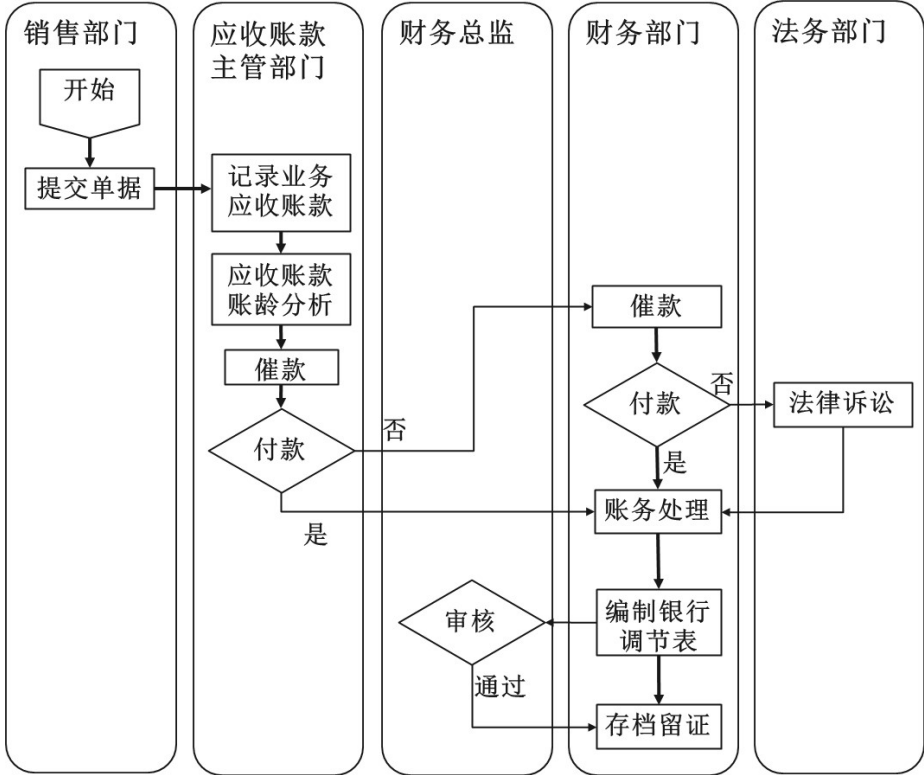 销售部门
应收账款
主管部门
财务总监
财务部门
法务部门
开始
提交单据
记录业务
应收账款
应收账款
账龄分析
催款
付款
否
是
催款
付款
否
是
法律诉讼
账务处理
编制银行
调节表
审核
通过
存档留证